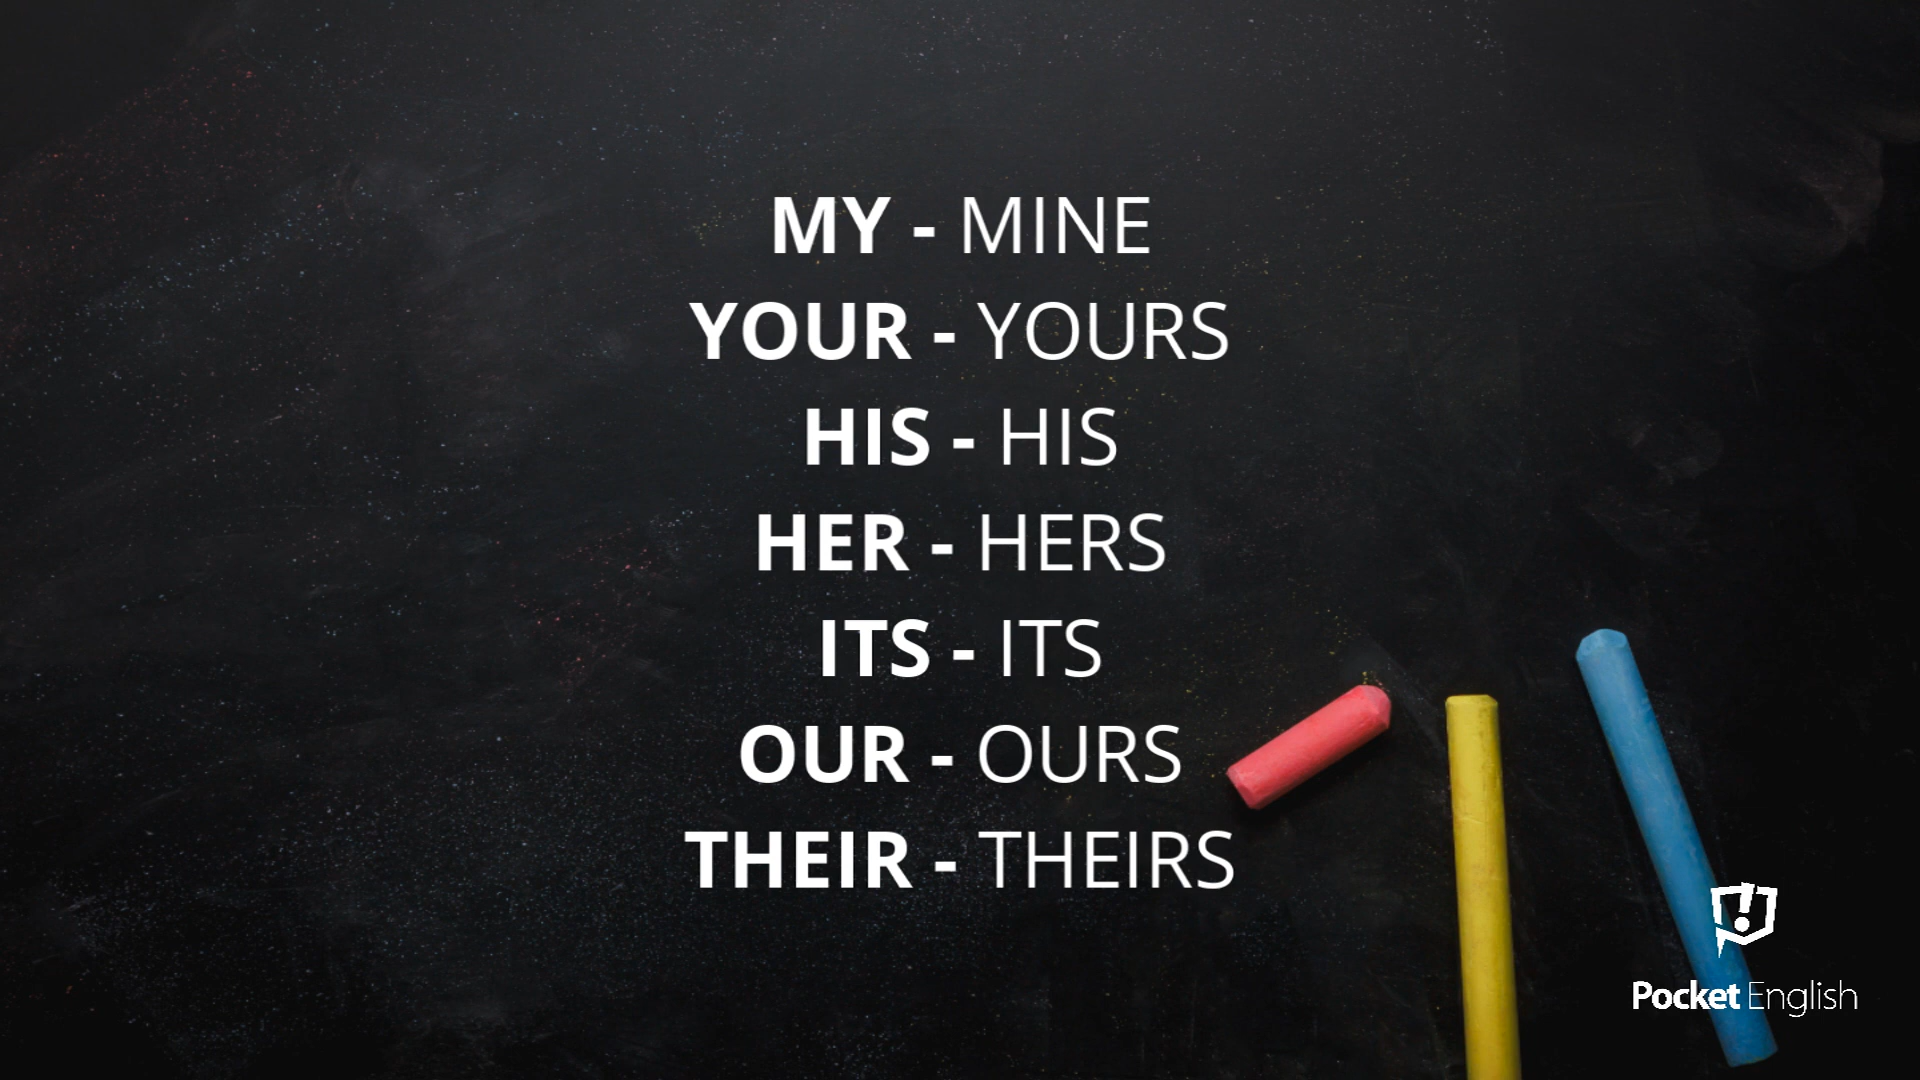 MY - MINE
YOUR - YOURS
HIS - HIS
HER - HERS
ITS - ITS
OUR - OURS
THEIR - THEIRS
Pocket English